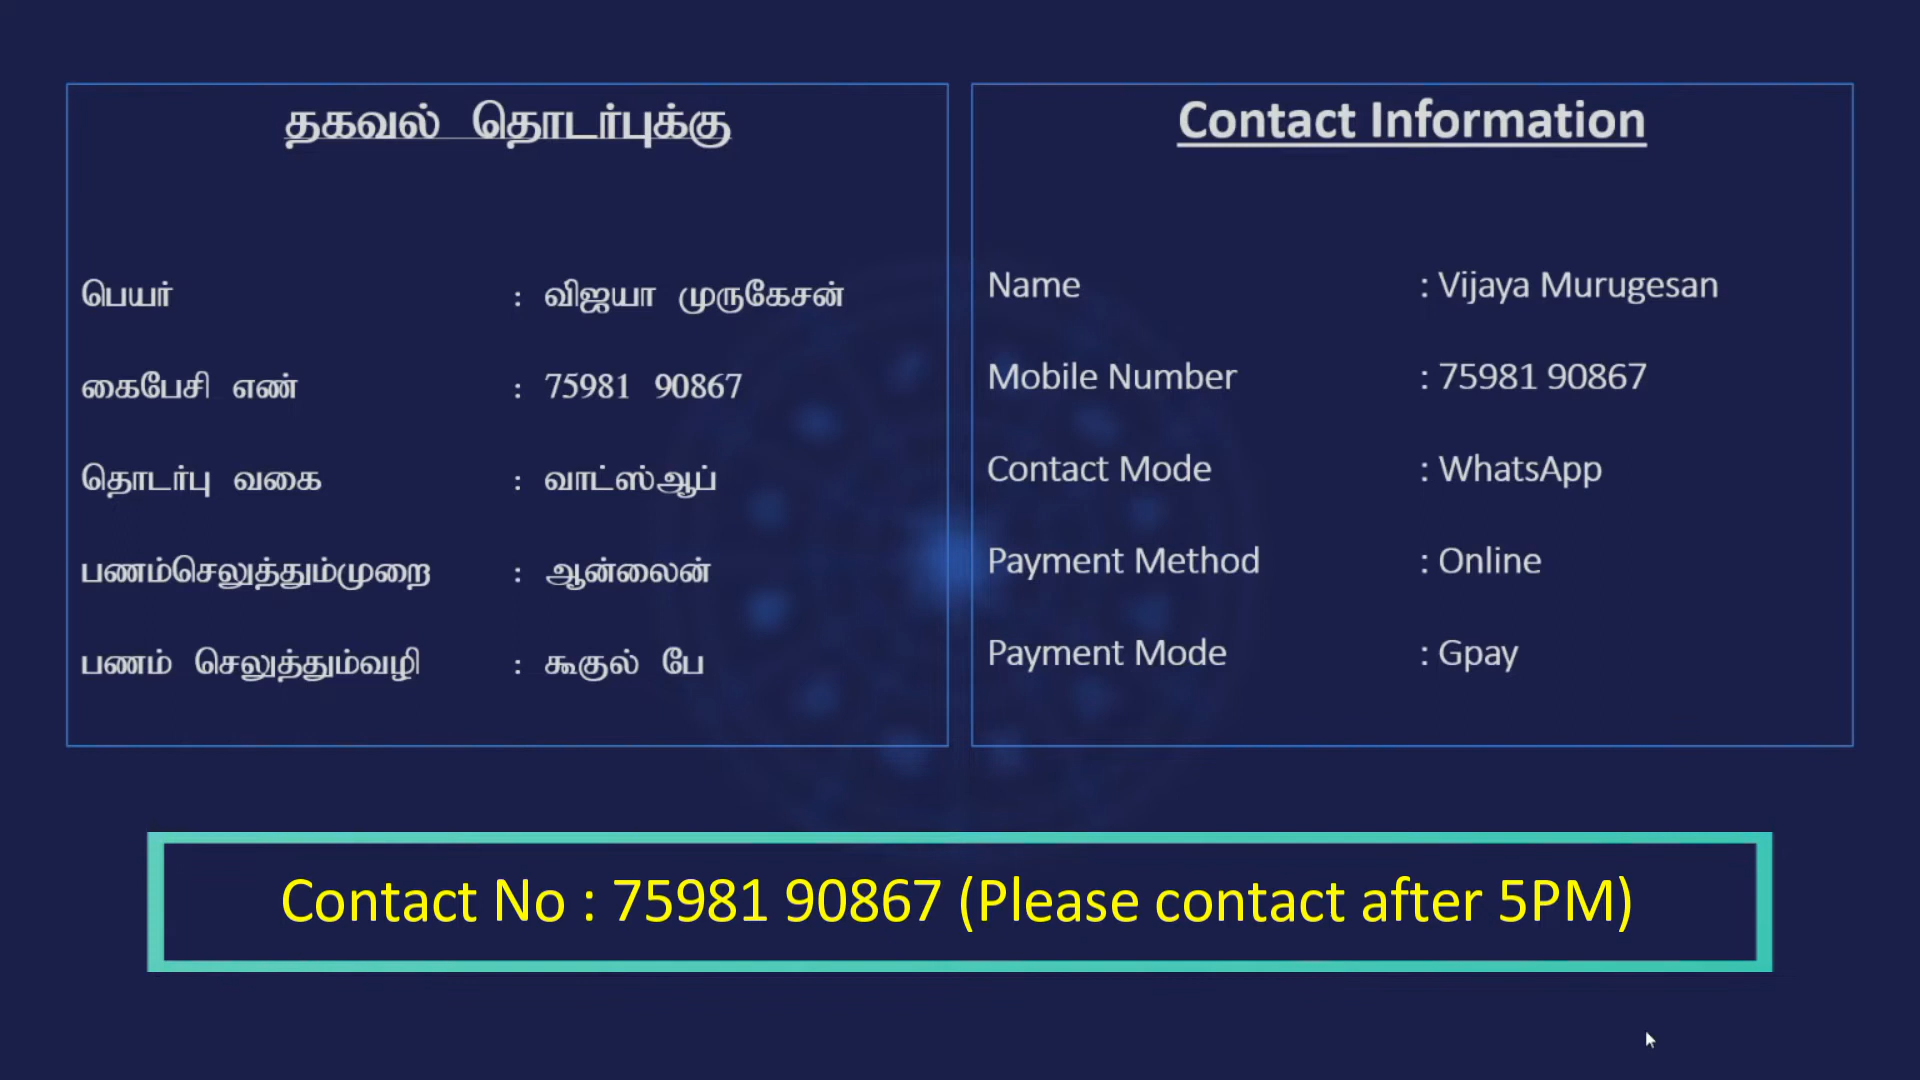 தகவல் தொடர்புக்கு
பெயர் : விஜயா முருகேசன்
கைபேசி எண் : 75981 90867
தொடர்பு வகை : வாட்ஸ்ஆப்
பணம்செலுத்தும்முறை : ஆன்லைன்
பணம் செலுத்தும்வழி : கூகுல் பே
Contact Information
Name : Vijaya Murugesan
Mobile Number : 75981 90867
Contact Mode : WhatsApp
Payment Method : Online
Payment Mode : Gpay
Contact No : 75981 90867 (Please contact after 5PM)